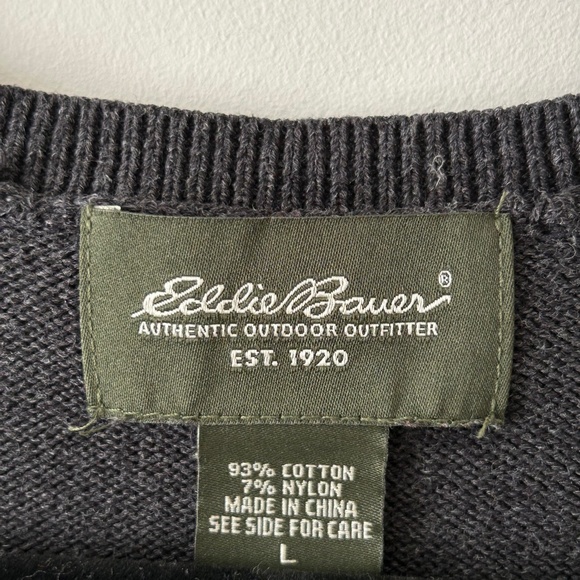 Eddie Bauer®
AUTHENTIC OUTDOOR OUTFITTER
EST. 1920
93% COTTON
7% NYLON
MADE IN CHINA
SEE SIDE FOR CARE
L